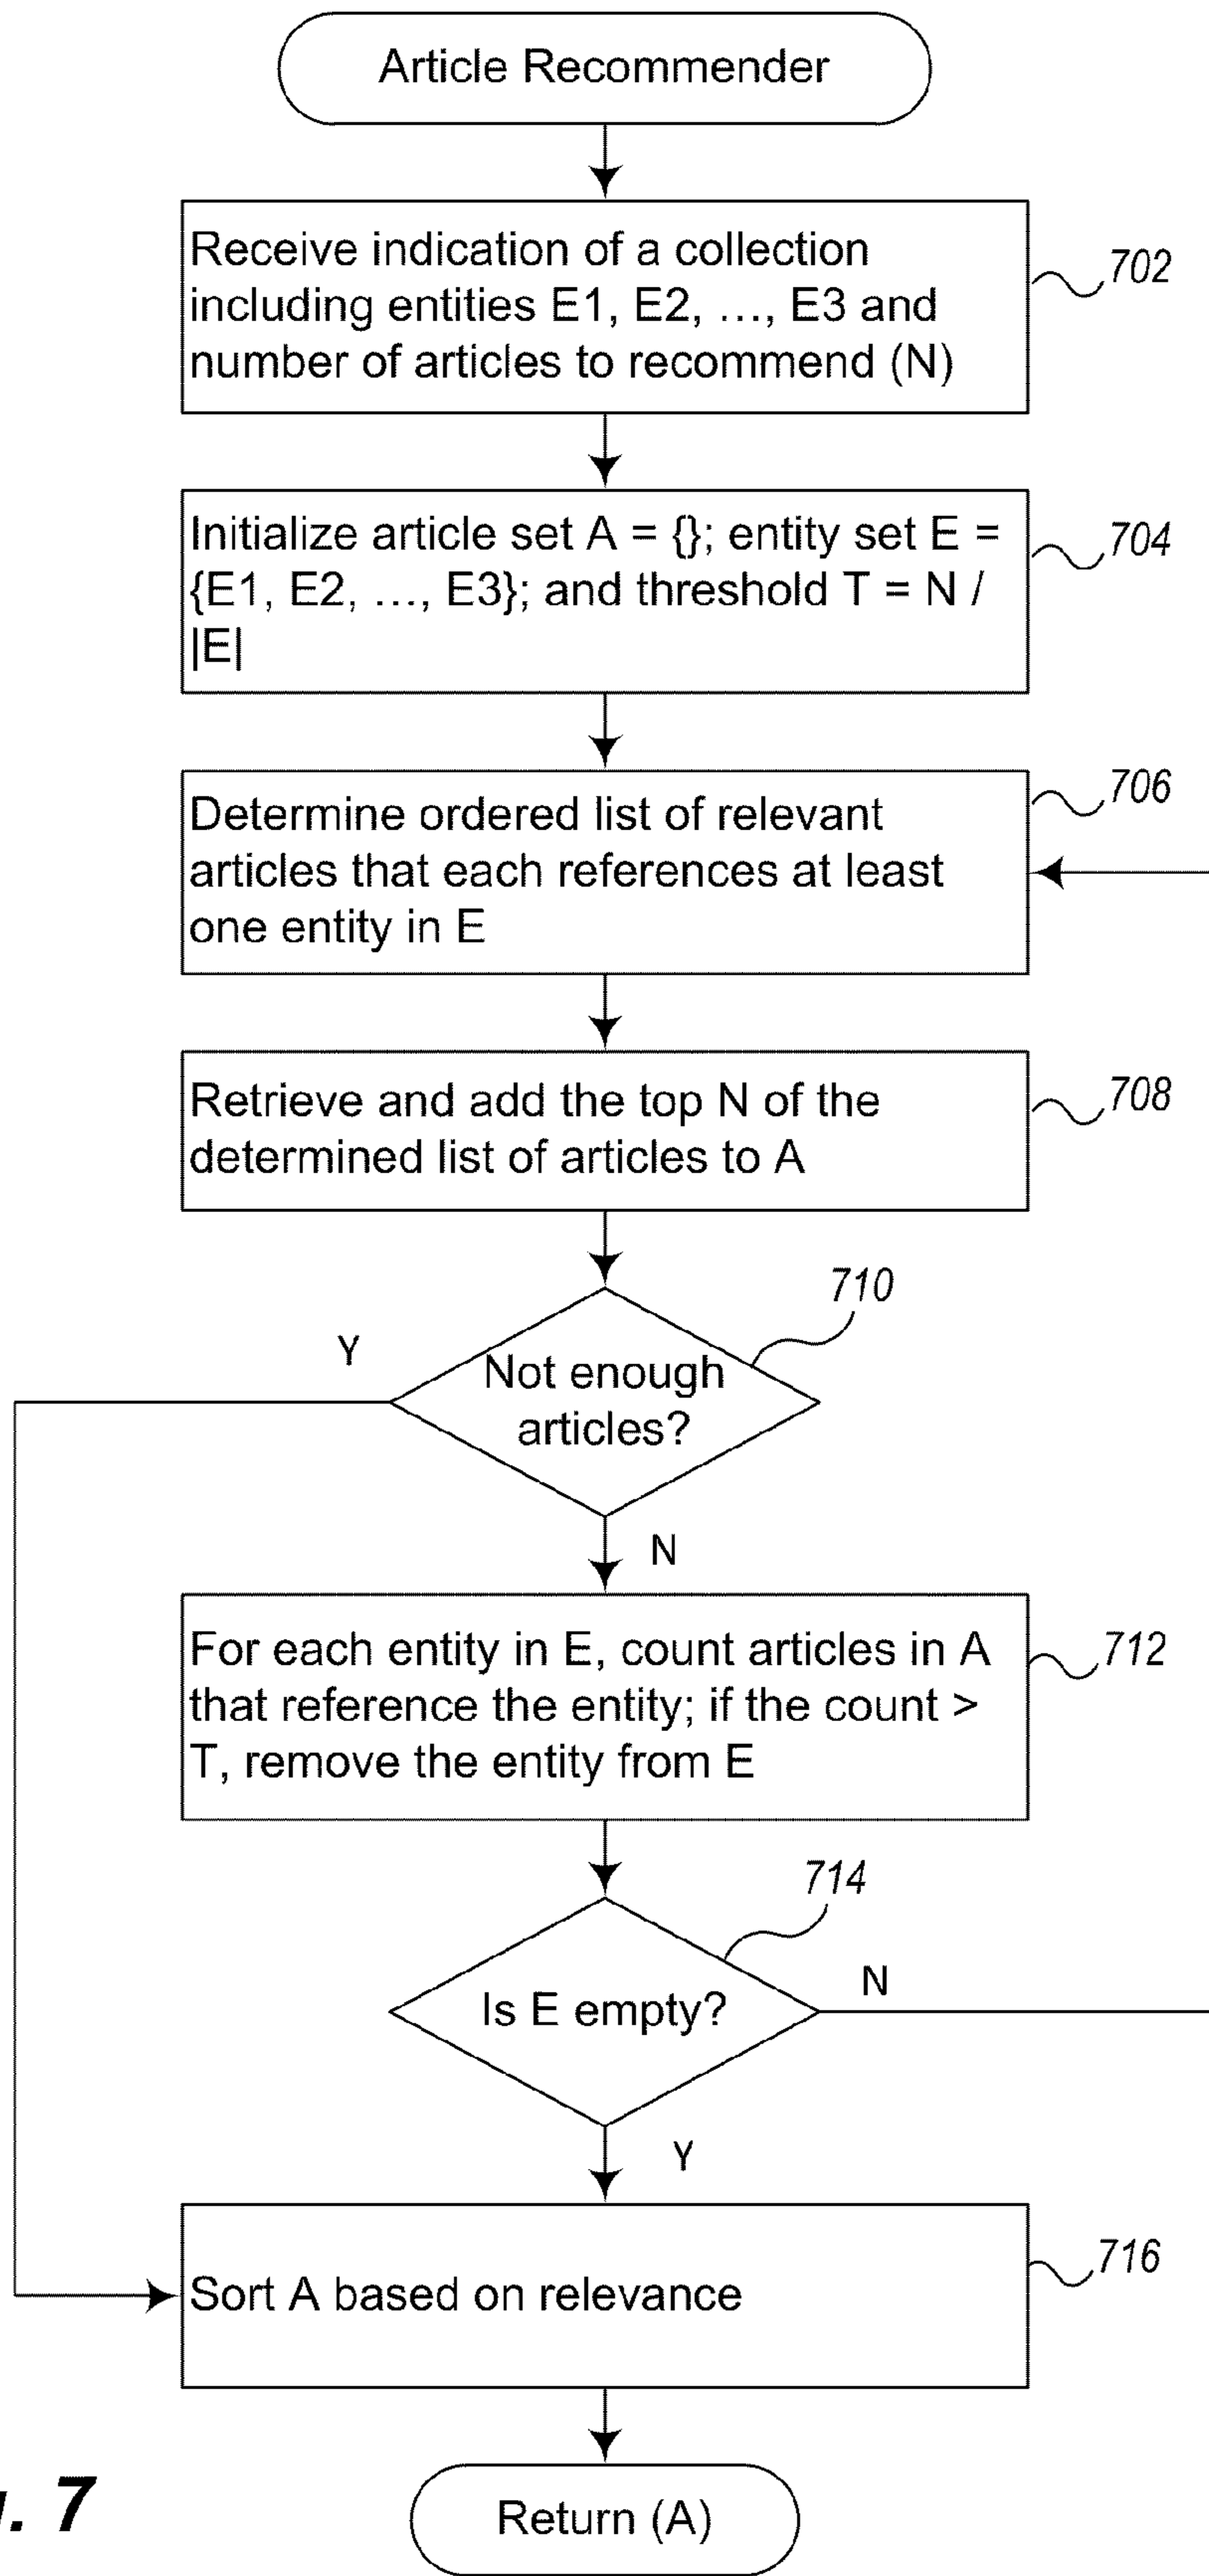 Article Recommender
Receive indication of a collection
including entities E1, E2, ..., E3 and
number of articles to recommend (N)
702
Initialize article set A = {}; entity set E =
{E1, E2, ..., E3}; and threshold T = N /
|E|
704
Determine ordered list of relevant
articles that each references at least
one entity in E
706
Retrieve and add the top N of the
determined list of articles to A
708
710
Y
Not enough
articles?
N
For each entity in E, count articles in A
that reference the entity; if the count >
T, remove the entity from E
712
714
Is E empty?
N
Y
Sort A based on relevance
716
Return (A)
. 7